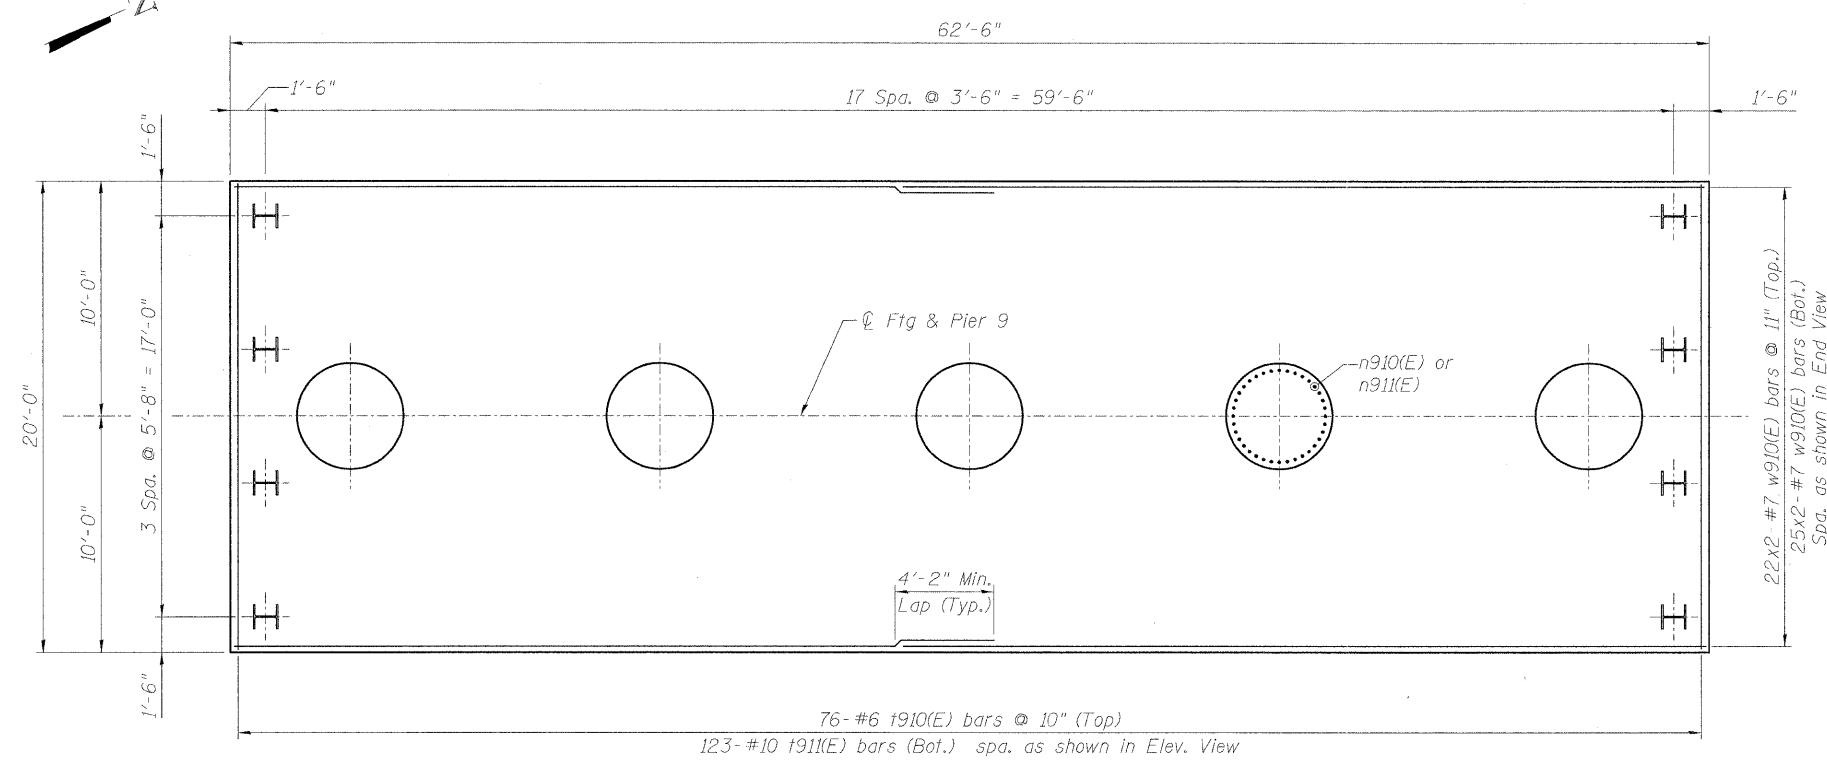 N
62'-6"
1'-6"
17 Spa. @ 3'-6" = 59'-6"
1'-6"
1'-6"
20'-0"
10'-0"
10'-0"
3 Spa. @ 5'-8" = 17'-0"
1'-6"
℄ Ftg & Pier 9
n910(E) or
n911(E)
4'-2" Min.
Lap (Typ.)
22x2-#7 w910(E) bars @ 11" (Top.)
25x2-#7 w910(E) bars (Bot.)
Spa. as shown in End View
76-#6 t910(E) bars @ 10" (Top)
123-#10 t911(E) bars (Bot.) spa. as shown in Elev. View